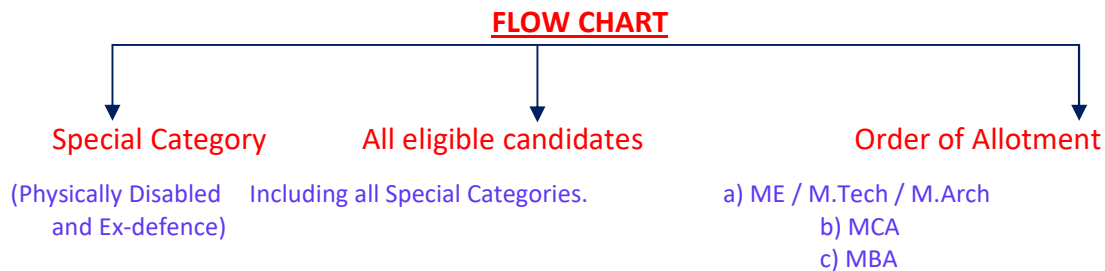 FLOW CHART
Special Category
All eligible candidates
Order of Allotment
(Physically Disabled
and Ex-defence)
Including all Special Categories.
a) ME / M.Tech / M.Arch
b) MCA
c) MBA